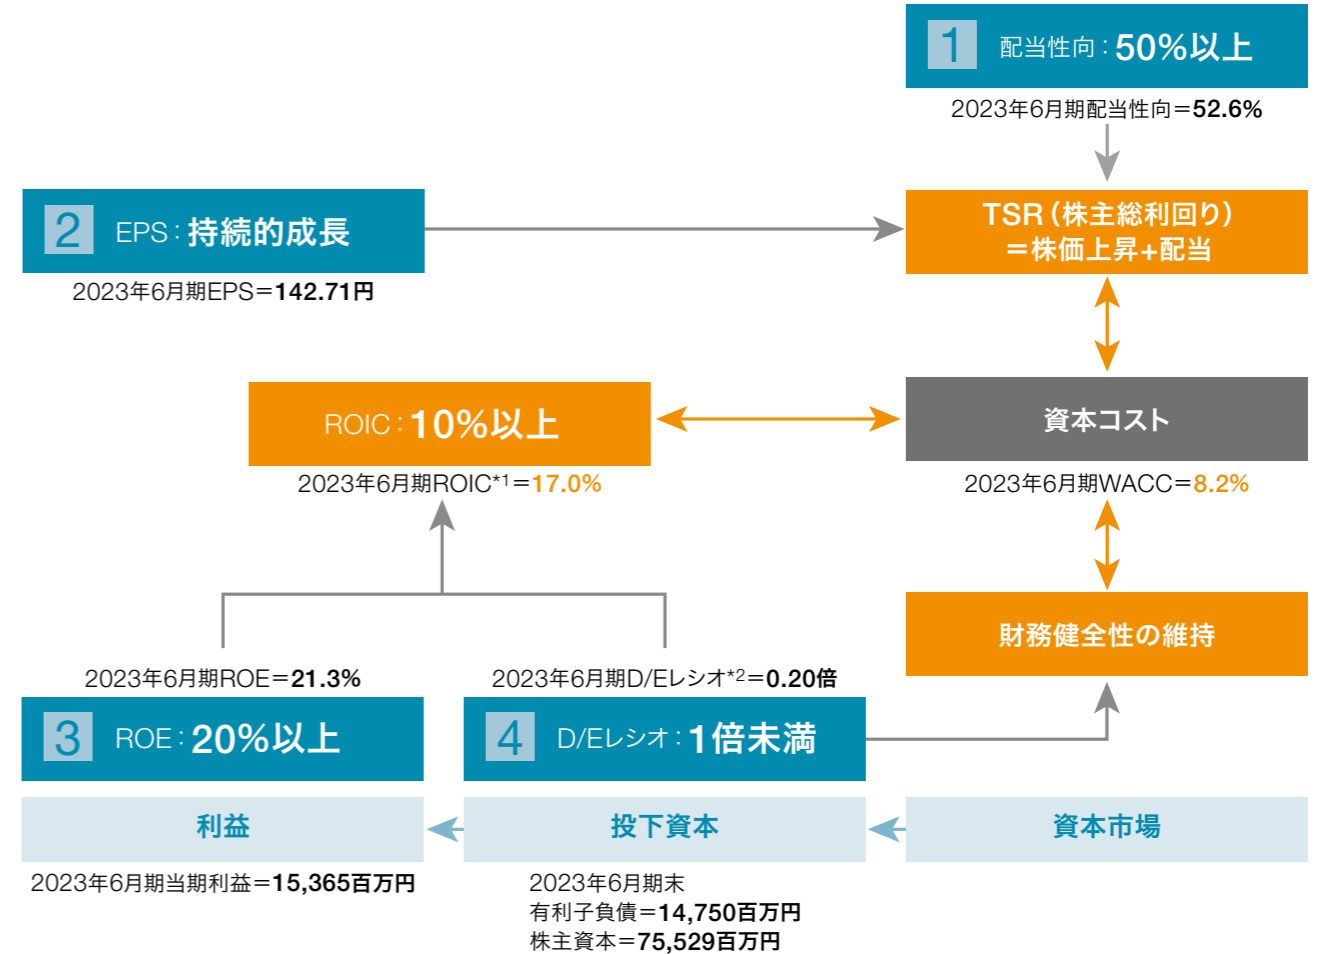 1 配当性向：50%以上
2023年6月期配当性向＝52.6%
2 EPS：持続的成長
2023年6月期EPS＝142.71円
TSR（株主総利回り）
＝株価上昇+配当
ROIC：10%以上
2023年6月期ROIC*1＝17.0%
資本コスト
2023年6月期WACC＝8.2%
財務健全性の維持
2023年6月期ROE＝21.3%
3 ROE：20%以上
2023年6月期D/Eレシオ*2＝0.20倍
4 D/Eレシオ：1倍未満
利益
投下資本
資本市場
2023年6月期当期利益＝15,365百万円
2023年6月期末
有利子負債＝14,750百万円
株主資本＝75,529百万円